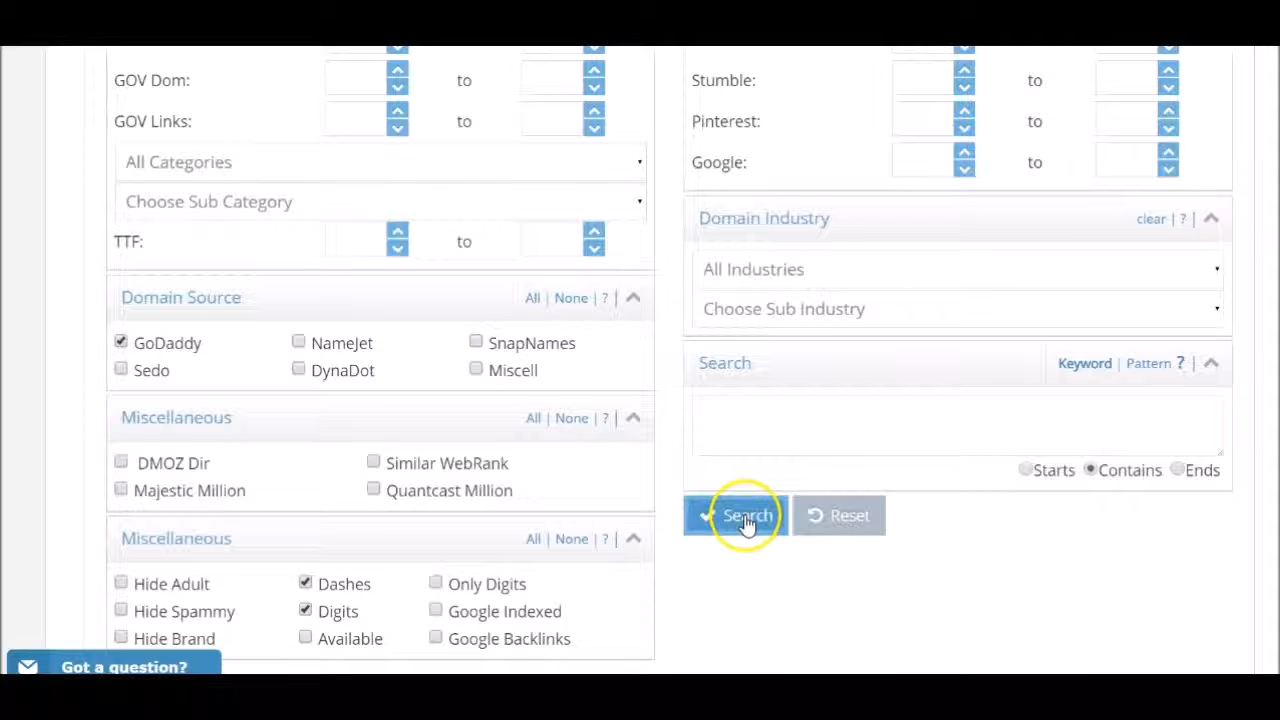 GOV Dom: to
GOV Links: to
All Categories
Choose Sub Category
TTF: to
Domain Source All | None | ? |
GoDaddy NameJet SnapNames
Sedo DynaDot Miscell
Miscellaneous All | None | ? |
DMOZ Dir Similar WebRank
Majestic Million Quantcast Million
Miscellaneous All | None | ? |
Hide Adult Dashes Only Digits
Hide Spammy Digits Google Indexed
Hide Brand Available Google Backlinks
Got a question?
Stumble: to
Pinterest: to
Google: to
Domain Industry clear | ? |
All Industries
Choose Sub Industry
Search Keyword | Pattern ? |
Starts Contains Ends
Search Reset